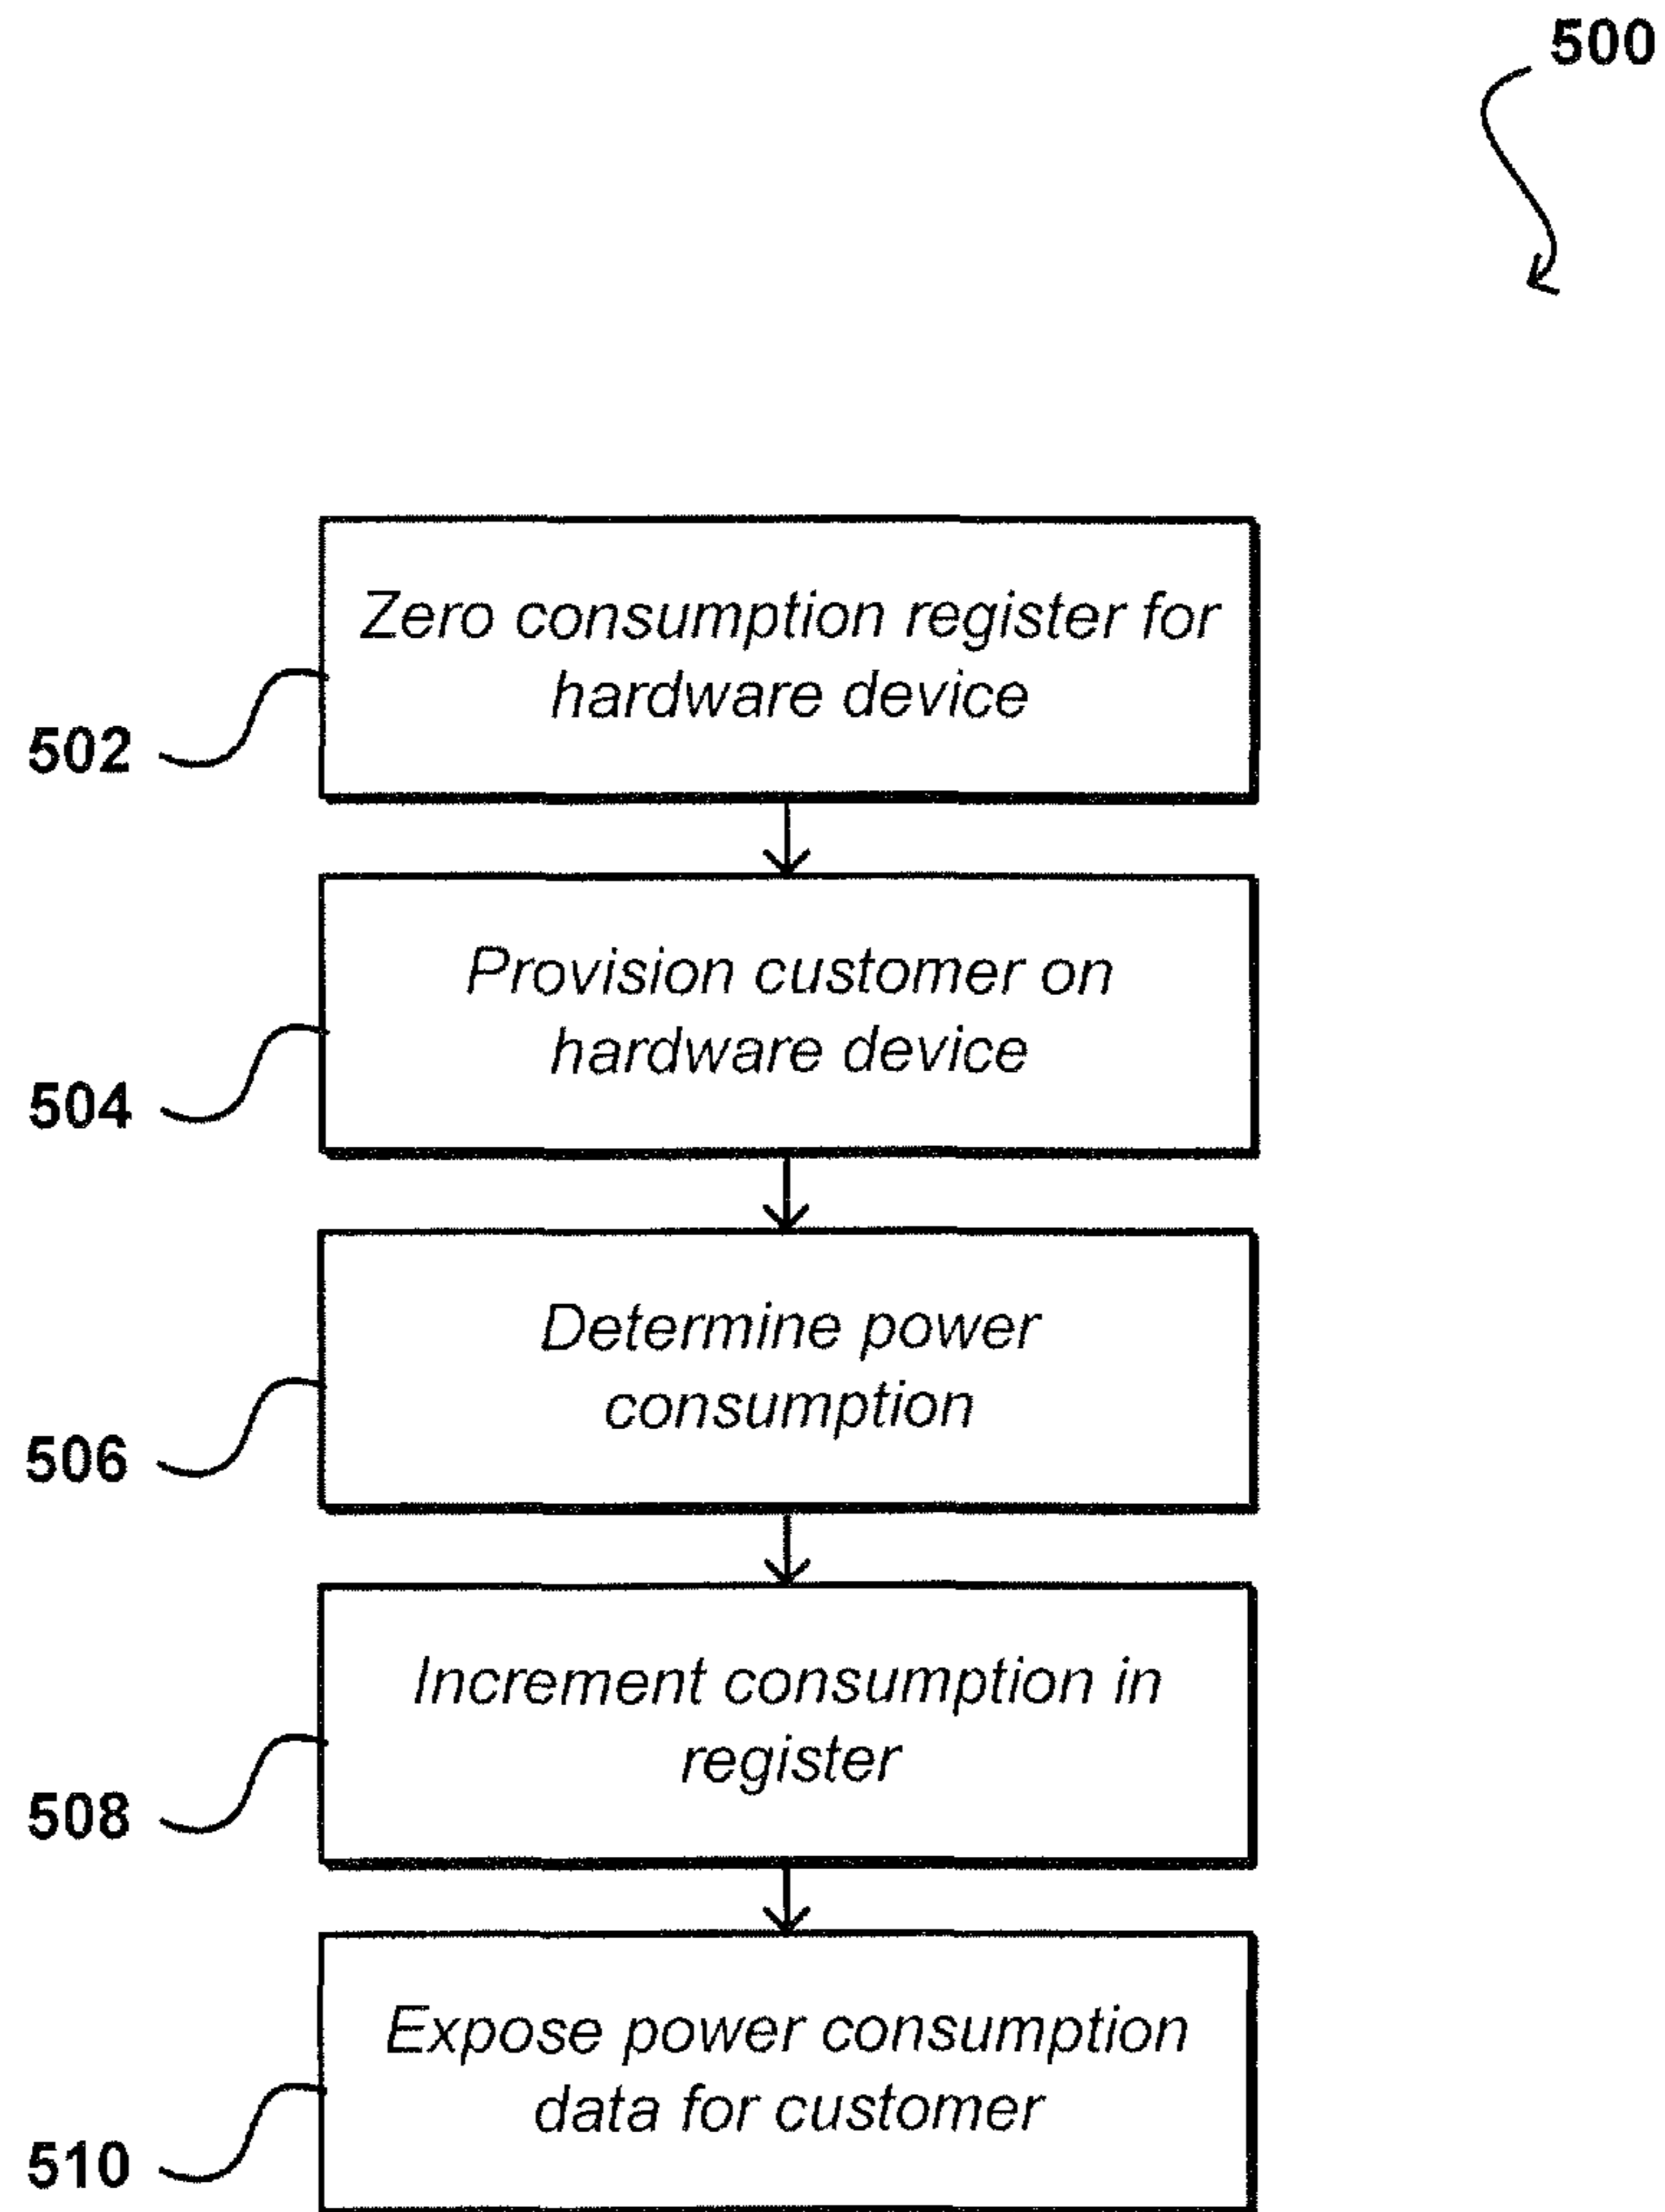 500
Zero consumption register for
hardware device
502
Provision customer on
hardware device
504
Determine power
consumption
506
Increment consumption in
register
508
Expose power consumption
data for customer
510